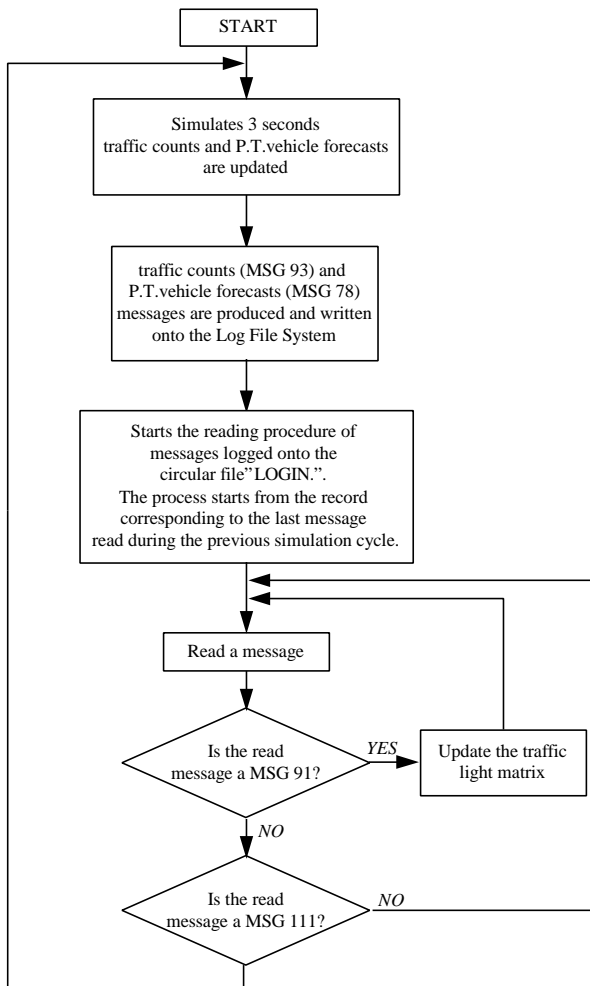 START
Simulates 3 seconds
traffic counts and P.T.vehicle forecasts
are updated
traffic counts (MSG 93) and
P.T.vehicle forecasts (MSG 78)
messages are produced and written
onto the Log File System
Starts the reading procedure of
messages logged onto the
circular file”LOGIN.”.
The process starts from the record
corresponding to the last message
read during the previous simulation cycle.
Read a message
Is the read
message a MSG 91?
YES
Update the traffic
light matrix
NO
Is the read
message a MSG 111?
NO